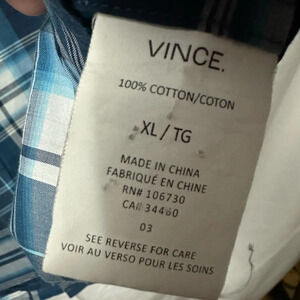 VINCE.
100% COTTON/COTON
XL / TG
MADE IN CHINA
FABRIQUÉ EN CHINE
RN# 106730
CA# 34460
03
SEE REVERSE FOR CARE
VOIR AU VERSO POUR LES SOINS